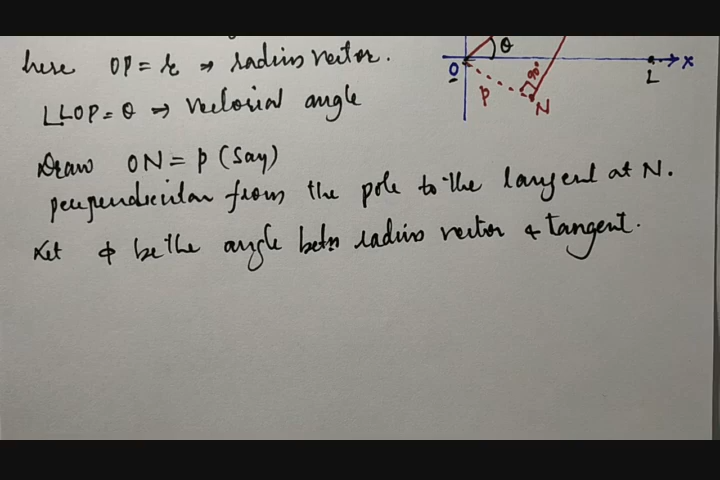 here OP = r ⇒ radius vector.
∠LOP = θ ⇒ vectorial angle
Draw ON = p (Say)
perpendicular from the pole to the tangent at N.
Let ϕ be the angle betn radius vector & tangent.
θ
O
p
90°
N
L
x